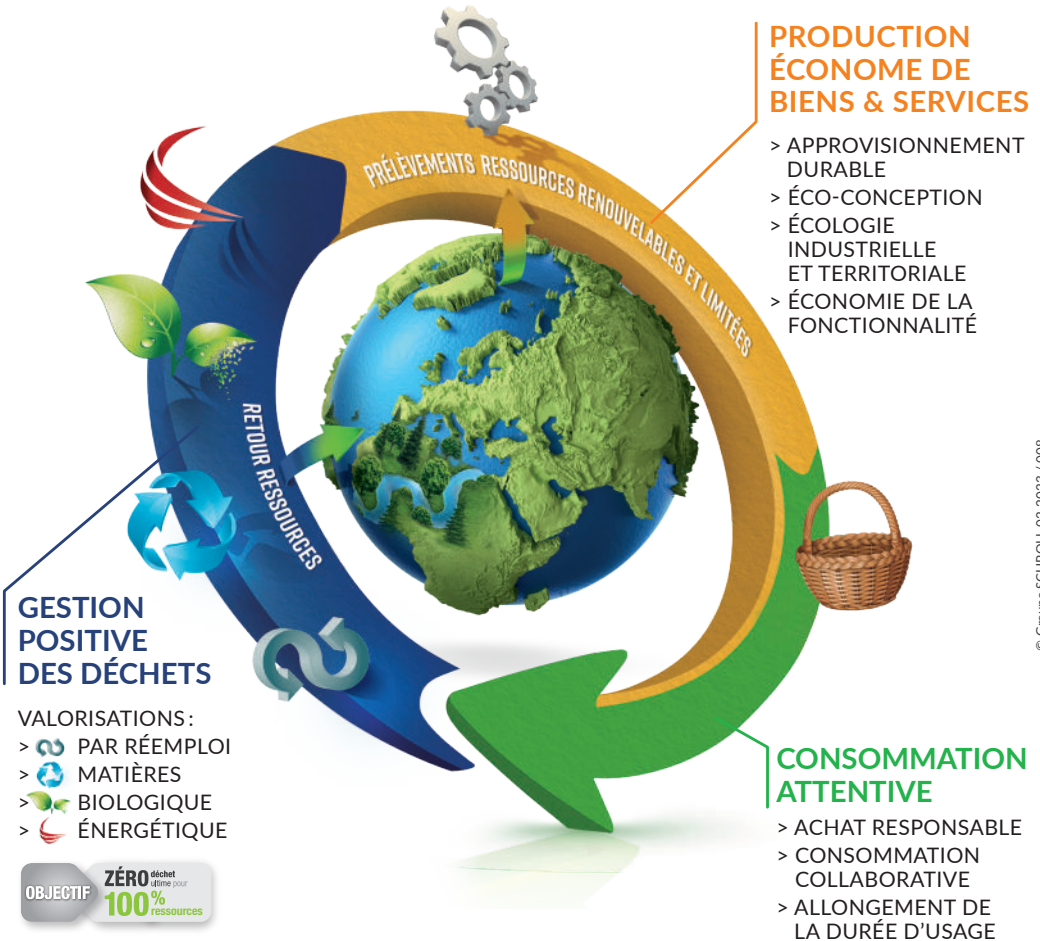 PRODUCTION
ÉCONOME DE
BIENS & SERVICES
> APPROVISIONNEMENT
DURABLE
> ÉCO-CONCEPTION
> ÉCOLOGIE
INDUSTRIELLE
ET TERRITORIALE
> ÉCONOMIE DE LA
FONCTIONNALITÉ
PRÉLÈVEMENTS RESSOURCES RENOUVELABLES ET LIMITÉES
RETOUR RESSOURCES
GESTION
POSITIVE
DES DÉCHETS
VALORISATIONS :
> PAR RÉEMPLOI
> MATIÈRES
> BIOLOGIQUE
> ÉNERGÉTIQUE
OBJECTIF
ZÉRO déchet
ultime pour
100% ressources
CONSOMMATION
ATTENTIVE
> ACHAT RESPONSABLE
> CONSOMMATION
COLLABORATIVE
> ALLONGEMENT DE
LA DURÉE D'USAGE